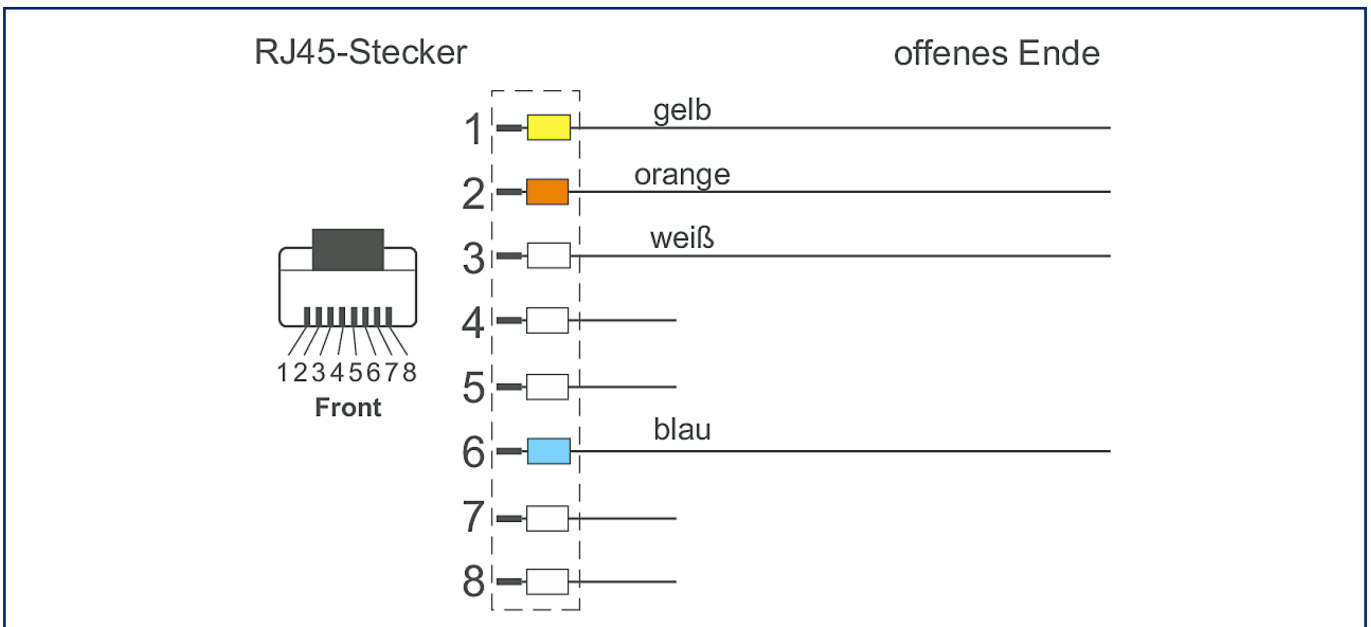 RJ45-Stecker
offenes Ende
1
gelb
2
orange
3
weiß
4
5
6
blau
7
8
12345678
Front